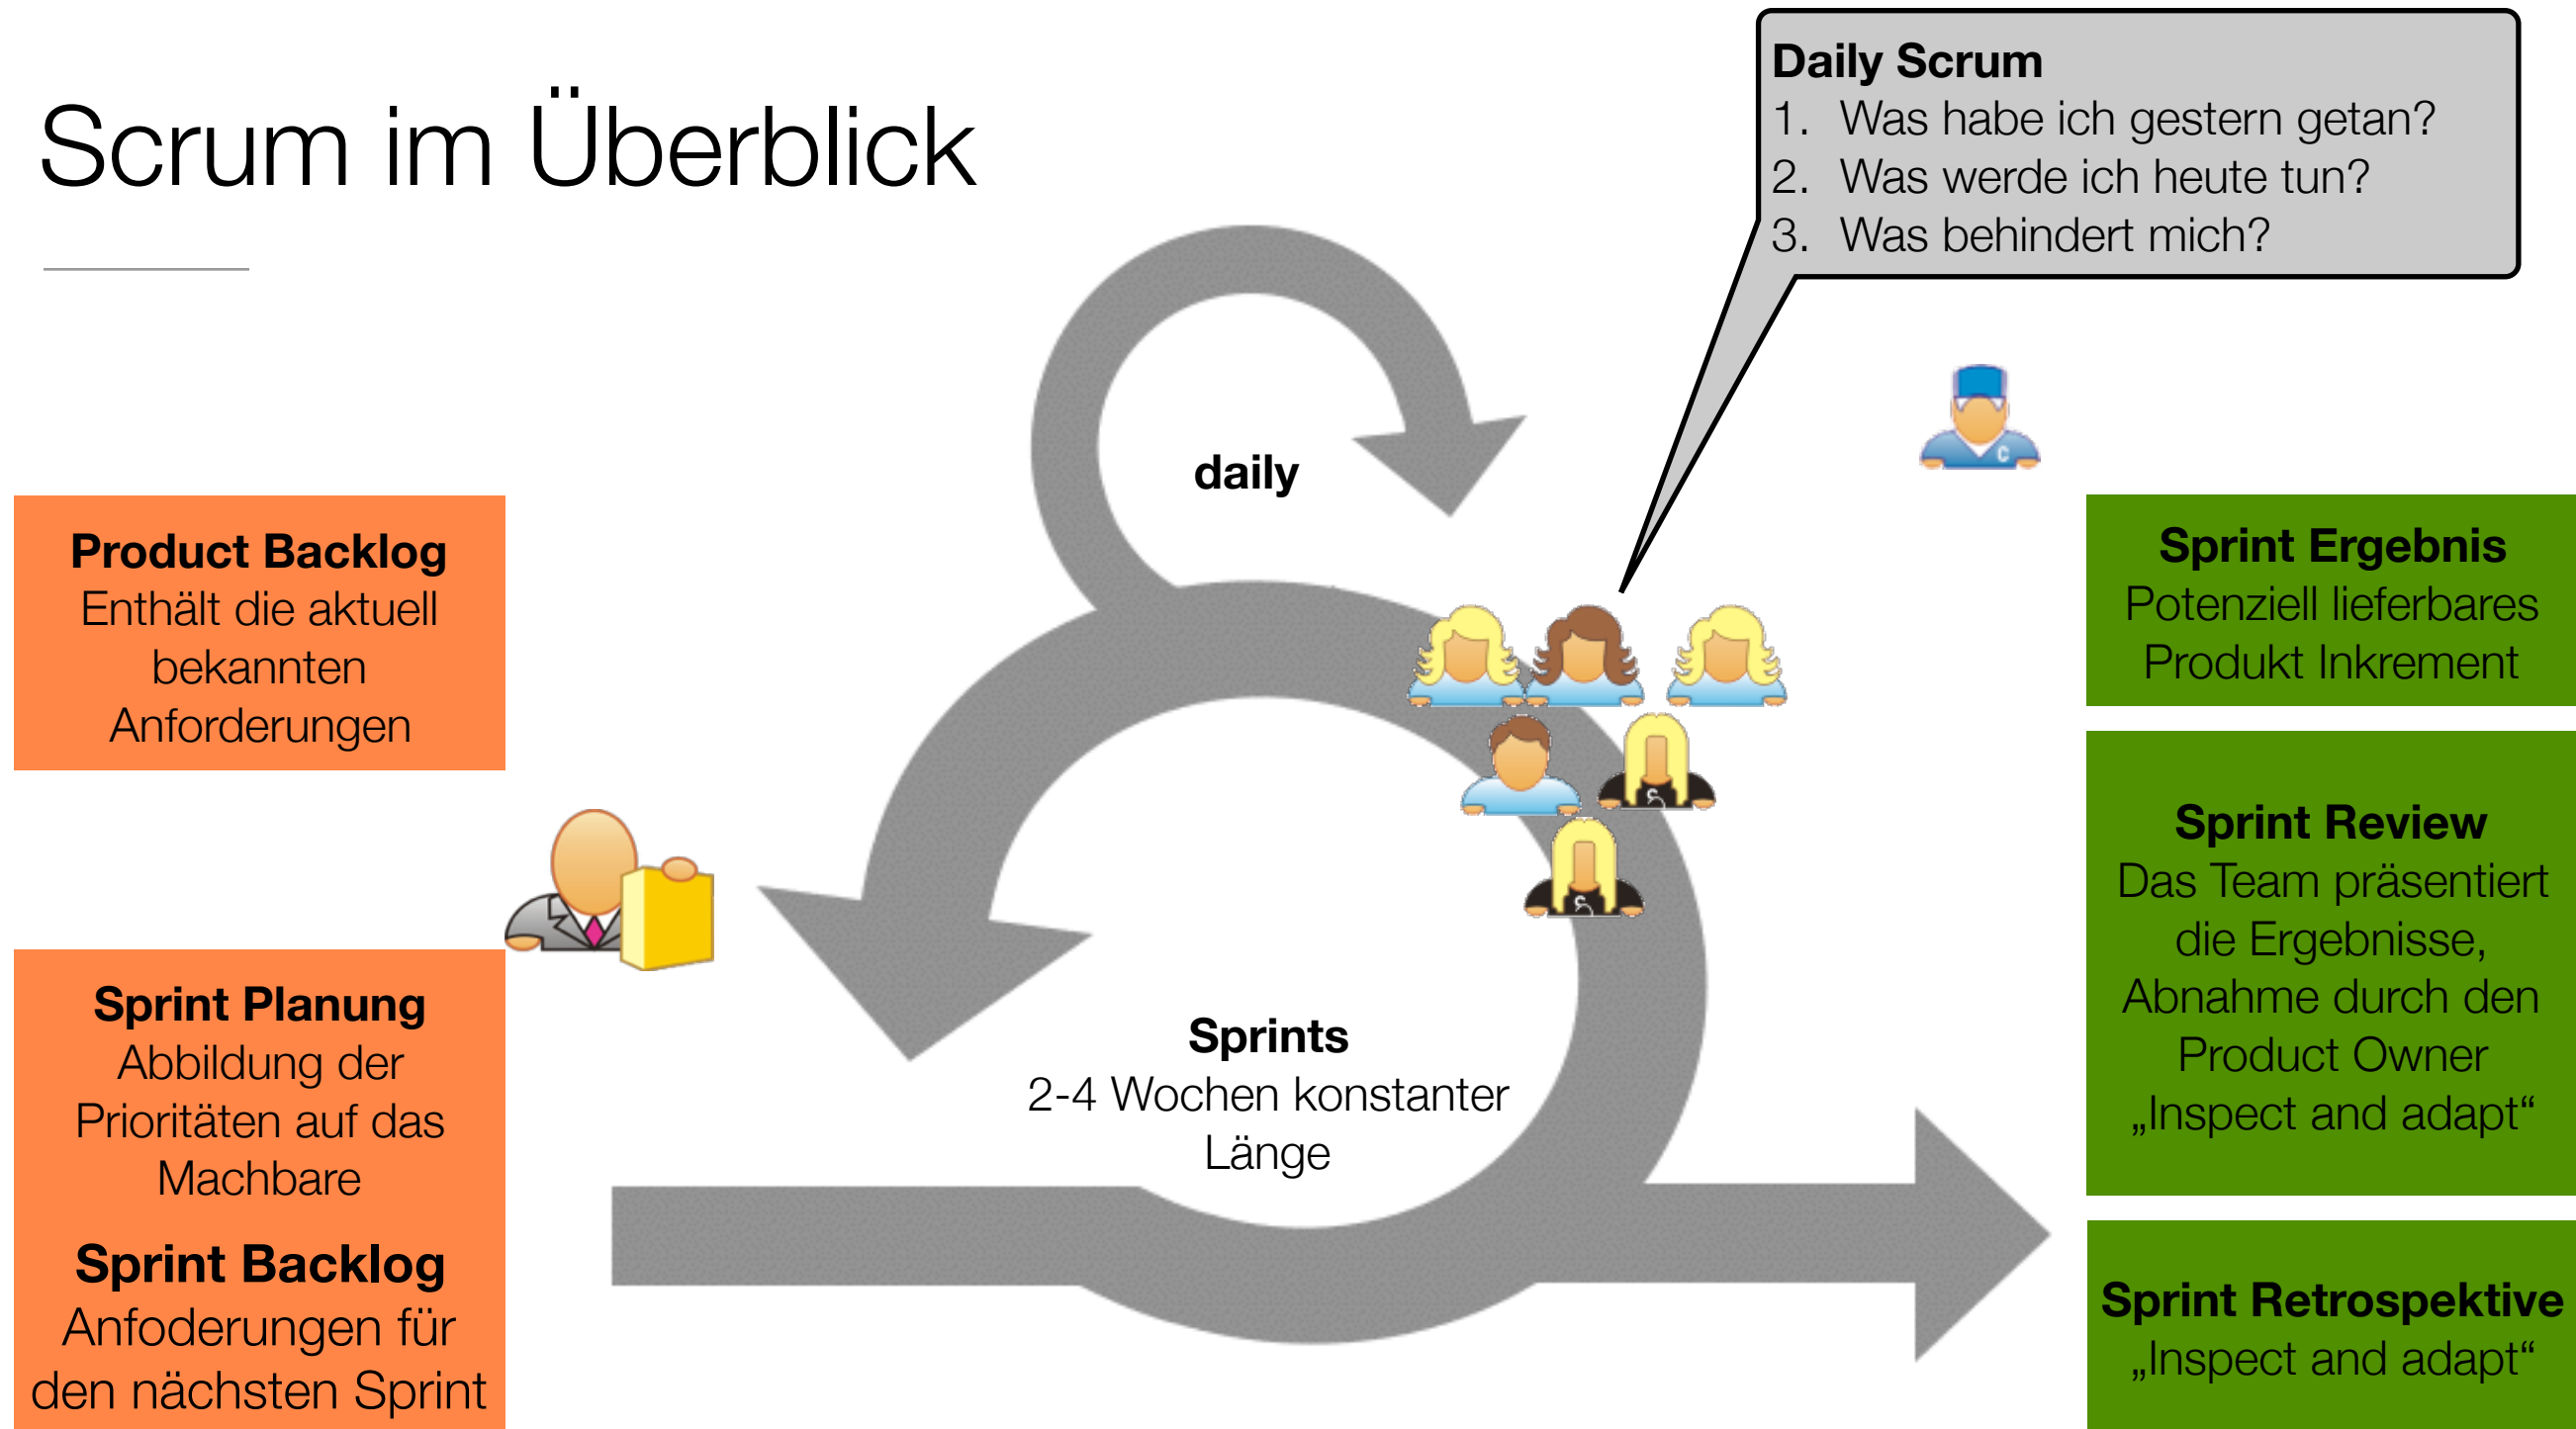 Scrum im Überblick
Daily Scrum
1. Was habe ich gestern getan?
2. Was werde ich heute tun?
3. Was behindert mich?
daily
Product Backlog
Enthält die aktuell
bekannten
Anforderungen
Sprint Planung
Abbildung der
Prioritäten auf das
Machbare
Sprint Backlog
Anfoderungen für
den nächsten Sprint
Sprints
2-4 Wochen konstanter
Länge
C
Sprint Ergebnis
Potenziell lieferbares
Produkt Inkrement
Sprint Review
Das Team präsentiert
die Ergebnisse,
Abnahme durch den
Product Owner
„Inspect and adapt“
Sprint Retrospektive
„Inspect and adapt“